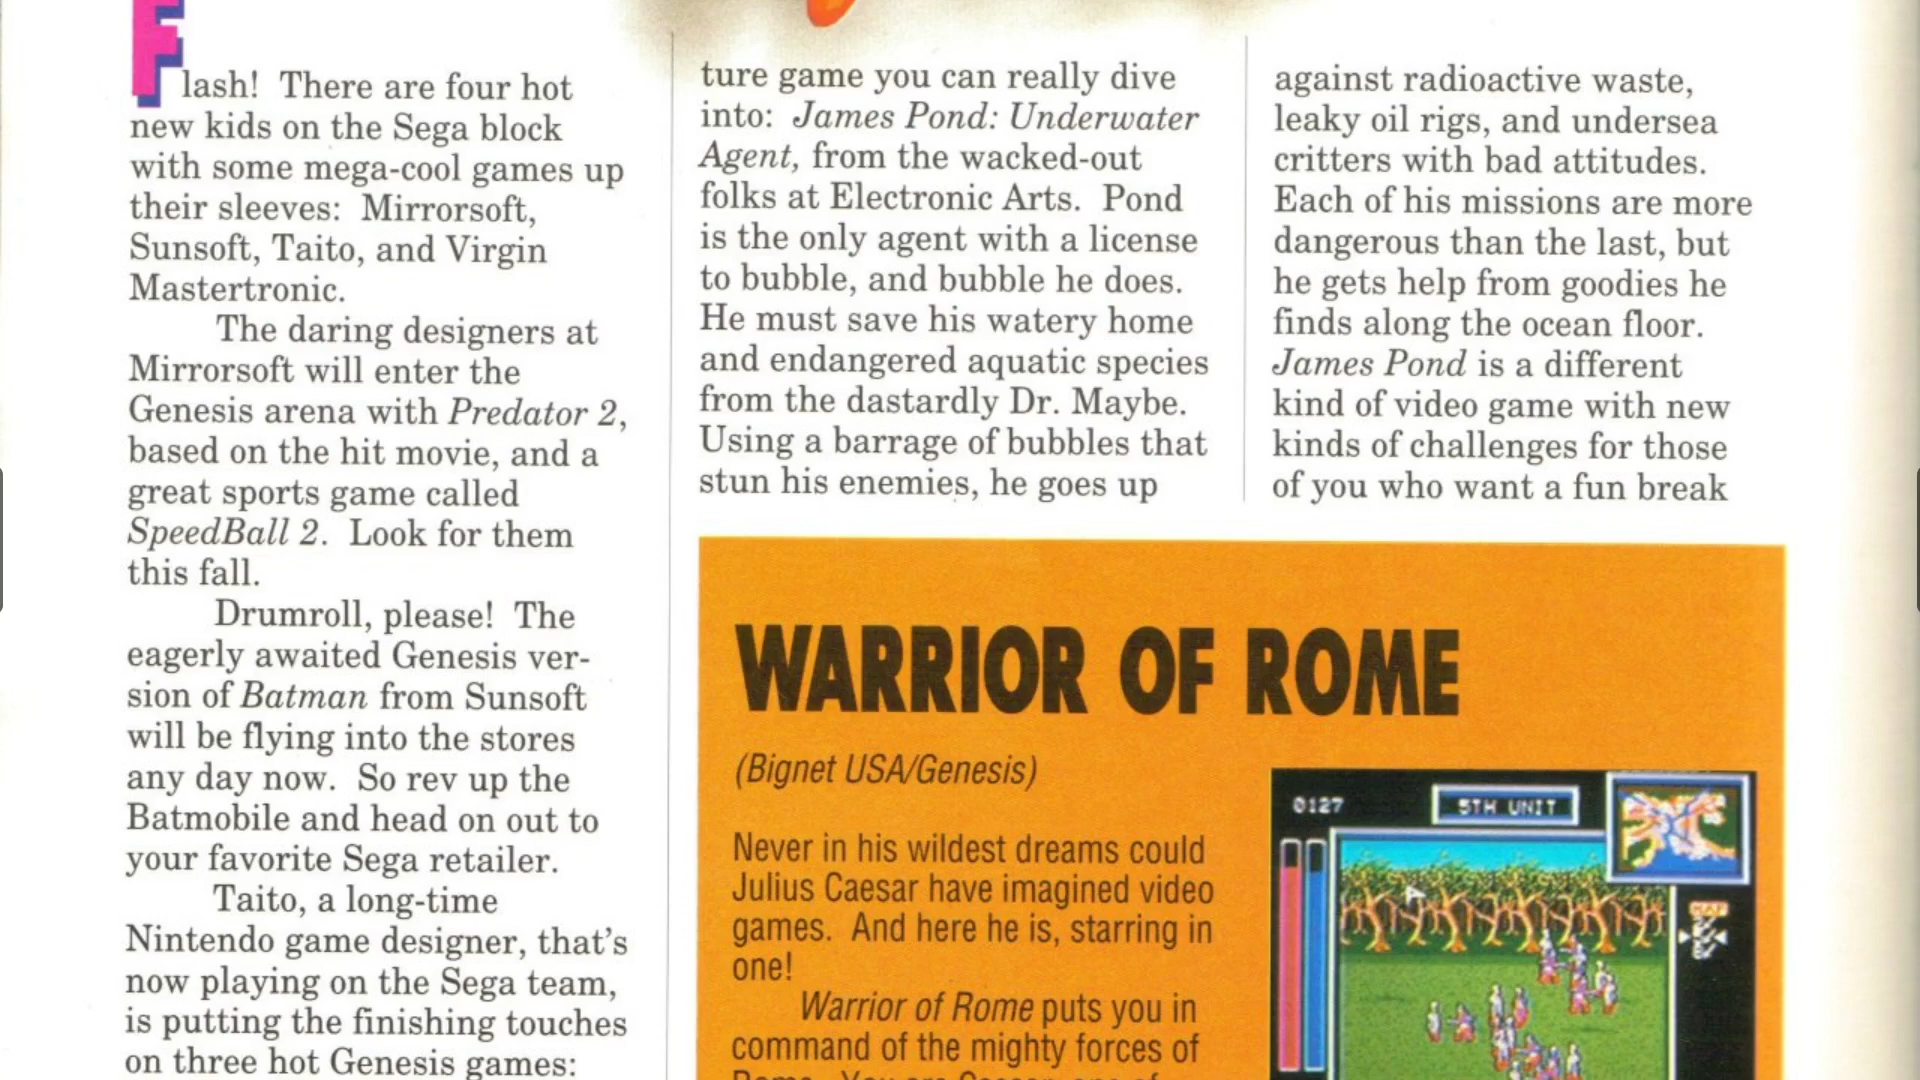 Flash! There are four hot
new kids on the Sega block
with some mega-cool games up
their sleeves: Mirrorsoft,
Sunsoft, Taito, and Virgin
Mastertronic.
The daring designers at
Mirrorsoft will enter the
Genesis arena with Predator 2,
based on the hit movie, and a
great sports game called
SpeedBall 2. Look for them
this fall.
Drumroll, please! The
eagerly awaited Genesis ver-
sion of Batman from Sunsoft
will be flying into the stores
any day now. So rev up the
Batmobile and head on out to
your favorite Sega retailer.
Taito, a long-time
Nintendo game designer, that's
now playing on the Sega team,
is putting the finishing touches
on three hot Genesis games:
ture game you can really dive
into: James Pond: Underwater
Agent, from the wacked-out
folks at Electronic Arts. Pond
is the only agent with a license
to bubble, and bubble he does.
He must save his watery home
and endangered aquatic species
from the dastardly Dr. Maybe.
Using a barrage of bubbles that
stun his enemies, he goes up
against radioactive waste,
leaky oil rigs, and undersea
critters with bad attitudes.
Each of his missions are more
dangerous than the last, but
he gets help from goodies he
finds along the ocean floor.
James Pond is a different
kind of video game with new
kinds of challenges for those
of you who want a fun break
WARRIOR OF ROME
(Bignet USA/Genesis)
Never in his wildest dreams could
Julius Caesar have imagined video
games. And here he is, starring in
one!
Warrior of Rome puts you in
command of the mighty forces of
Rome. You are Caesar, one of
0127
5TH UNIT
MAP